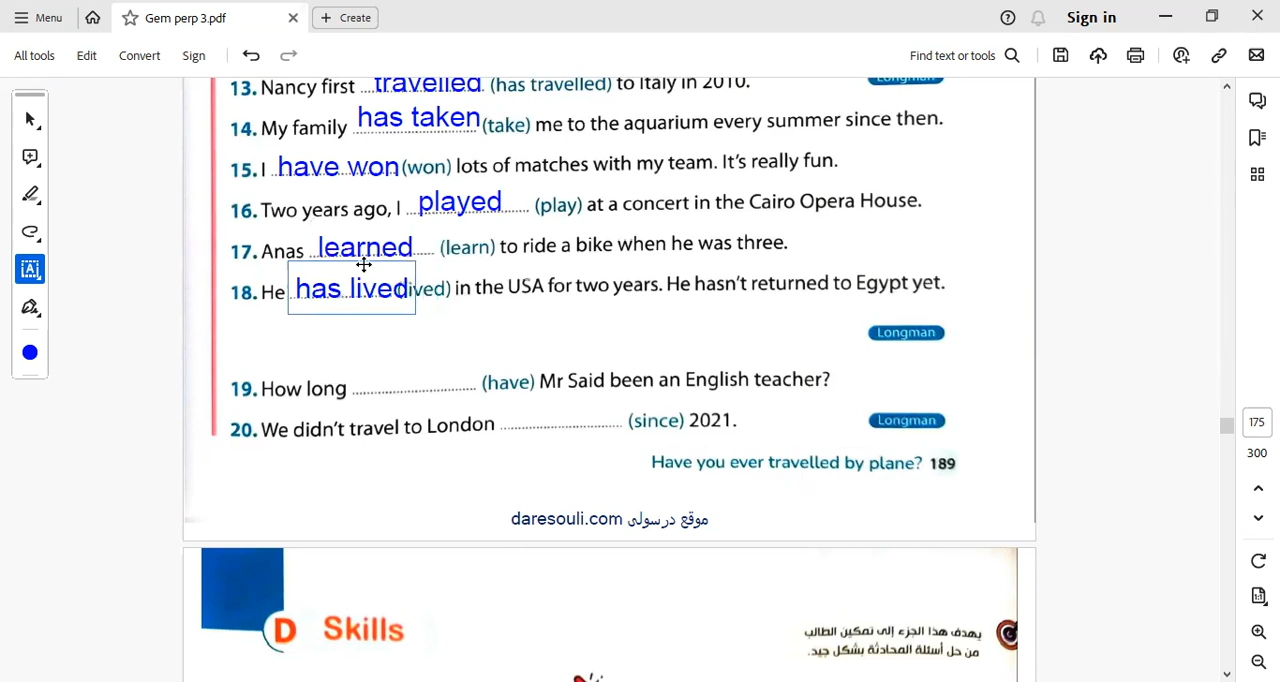 Menu
Gem perp 3.pdf
Create
Sign in
All tools
Edit
Convert
Sign
Find text or tools
13. Nancy first travelled (has travelled) to Italy in 2010.
Longman
14. My family has taken (take) me to the aquarium every summer since then.
15. I have won (won) lots of matches with my team. It's really fun.
16. Two years ago, I played (play) at a concert in the Cairo Opera House.
17. Anas learned (learn) to ride a bike when he was three.
18. He has lived (lived) in the USA for two years. He hasn't returned to Egypt yet.
Longman
19. How long (have) Mr Said been an English teacher?
20. We didn't travel to London (since) 2021.
Longman
Have you ever travelled by plane? 189
daresouli.com موقع درسولي
D Skills
يهدف هذا الجزء إلى تمكين الطالب
من حل أسئلة المحادثة بشكل جيد.
175
300